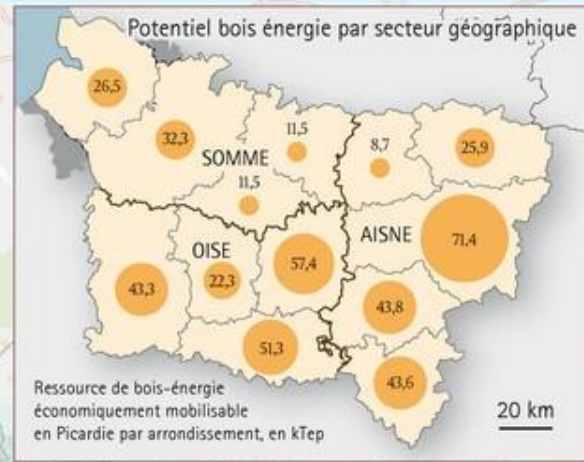 Potentiel bois énergie par secteur géographique
26,5
32,3
11,5
8,7
25,9
SOMME
11,5
AISNE
71,4
OISE
43,3
22,3
57,4
43,8
51,3
43,6
Ressource de bois-énergie
économiquement mobilisable
en Picardie par arrondissement, en kTep
20 km